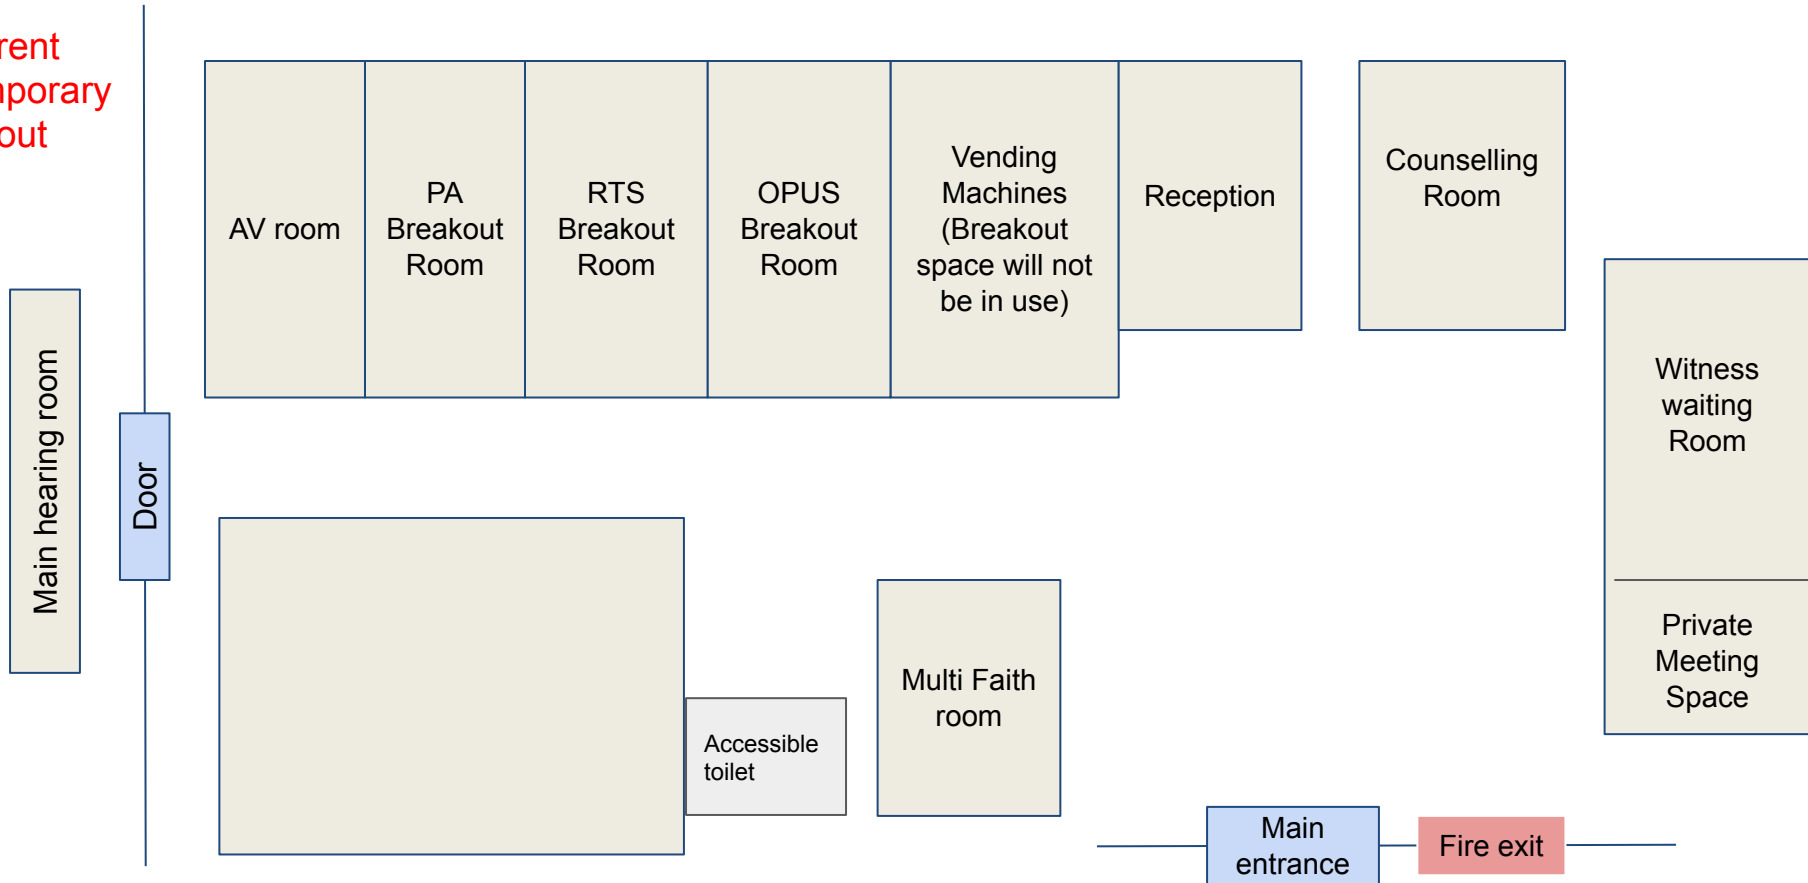 rent
nporary
out
AV room
PA
Breakout
Room
RTS
Breakout
Room
OPUS
Breakout
Room
Vending
Machines
(Breakout
space will not
be in use)
Reception
Counselling
Room
Main hearing room
Door
Witness
waiting
Room
Private
Meeting
Space
Multi Faith
room
Accessible
toilet
Main
entrance
Fire exit